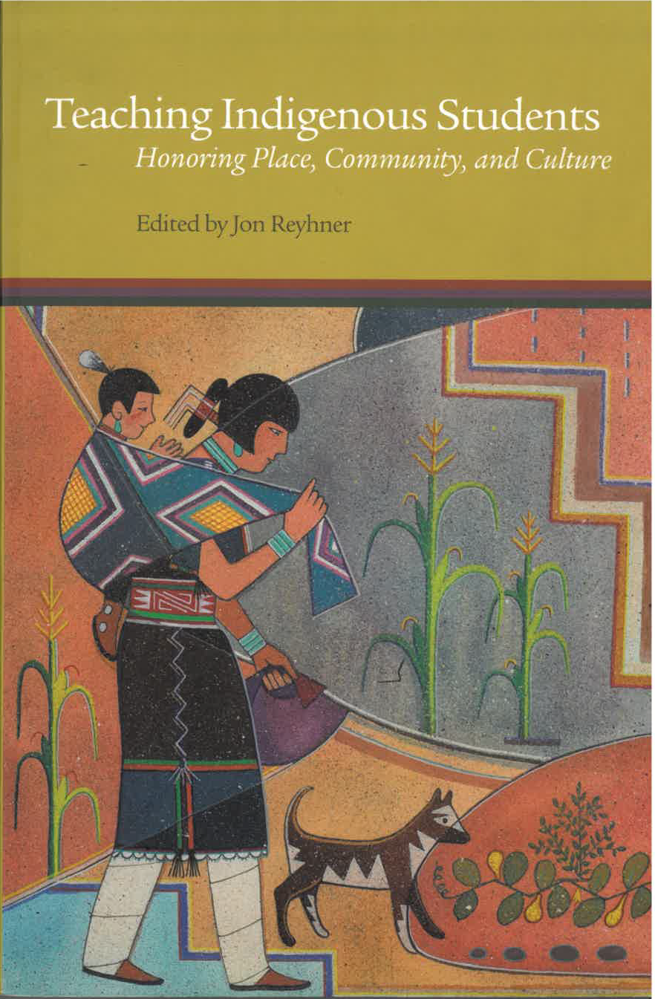 Teaching Indigenous Students
Honoring Place, Community, and Culture
Edited by Jon Reyhner